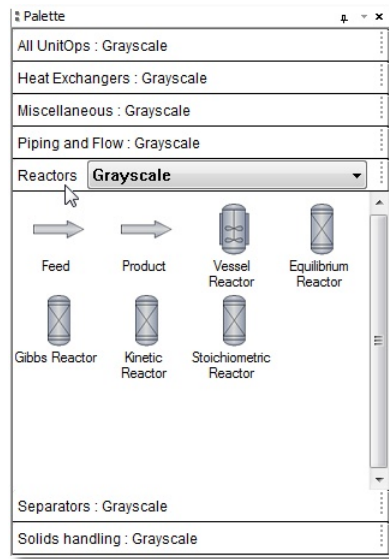 Palette
All UnitOps : Grayscale
Heat Exchangers : Grayscale
Miscellaneous : Grayscale
Piping and Flow : Grayscale
Reactors Grayscale
Feed
Product
Vessel
Reactor
Equilibrium
Reactor
Gibbs Reactor
Kinetic
Reactor
Stoichiometric
Reactor
Separators : Grayscale
Solids handling : Grayscale